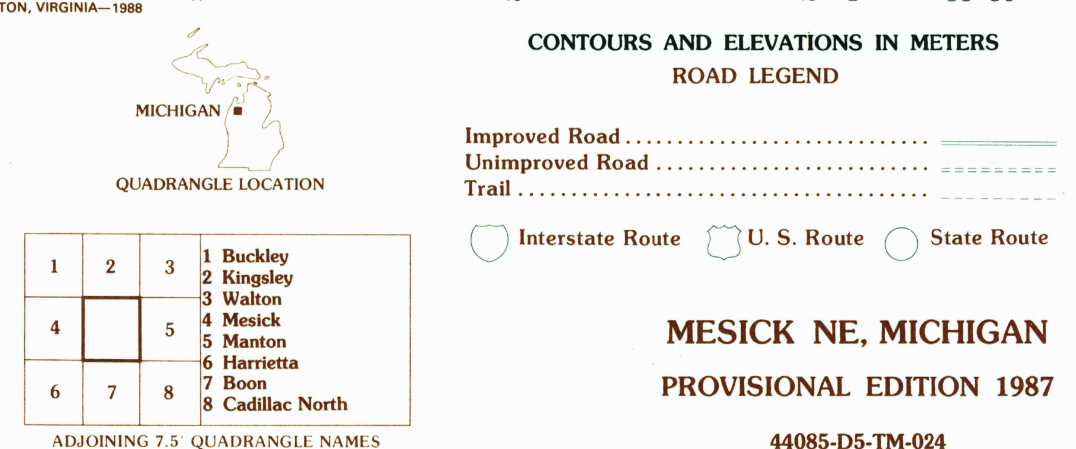 TON, VIRGINIA—1988
MICHIGAN
QUADRANGLE LOCATION
1 2 3
4 5
6 7 8
1 Buckley
2 Kingsley
3 Walton
4 Mesick
5 Manton
6 Harrietta
7 Boon
8 Cadillac North
ADJOINING 7.5' QUADRANGLE NAMES
CONTOURS AND ELEVATIONS IN METERS
ROAD LEGEND
Improved Road
Unimproved Road
Trail
Interstate Route U. S. Route State Route
MESICK NE, MICHIGAN
PROVISIONAL EDITION 1987
44085-D5-TM-024